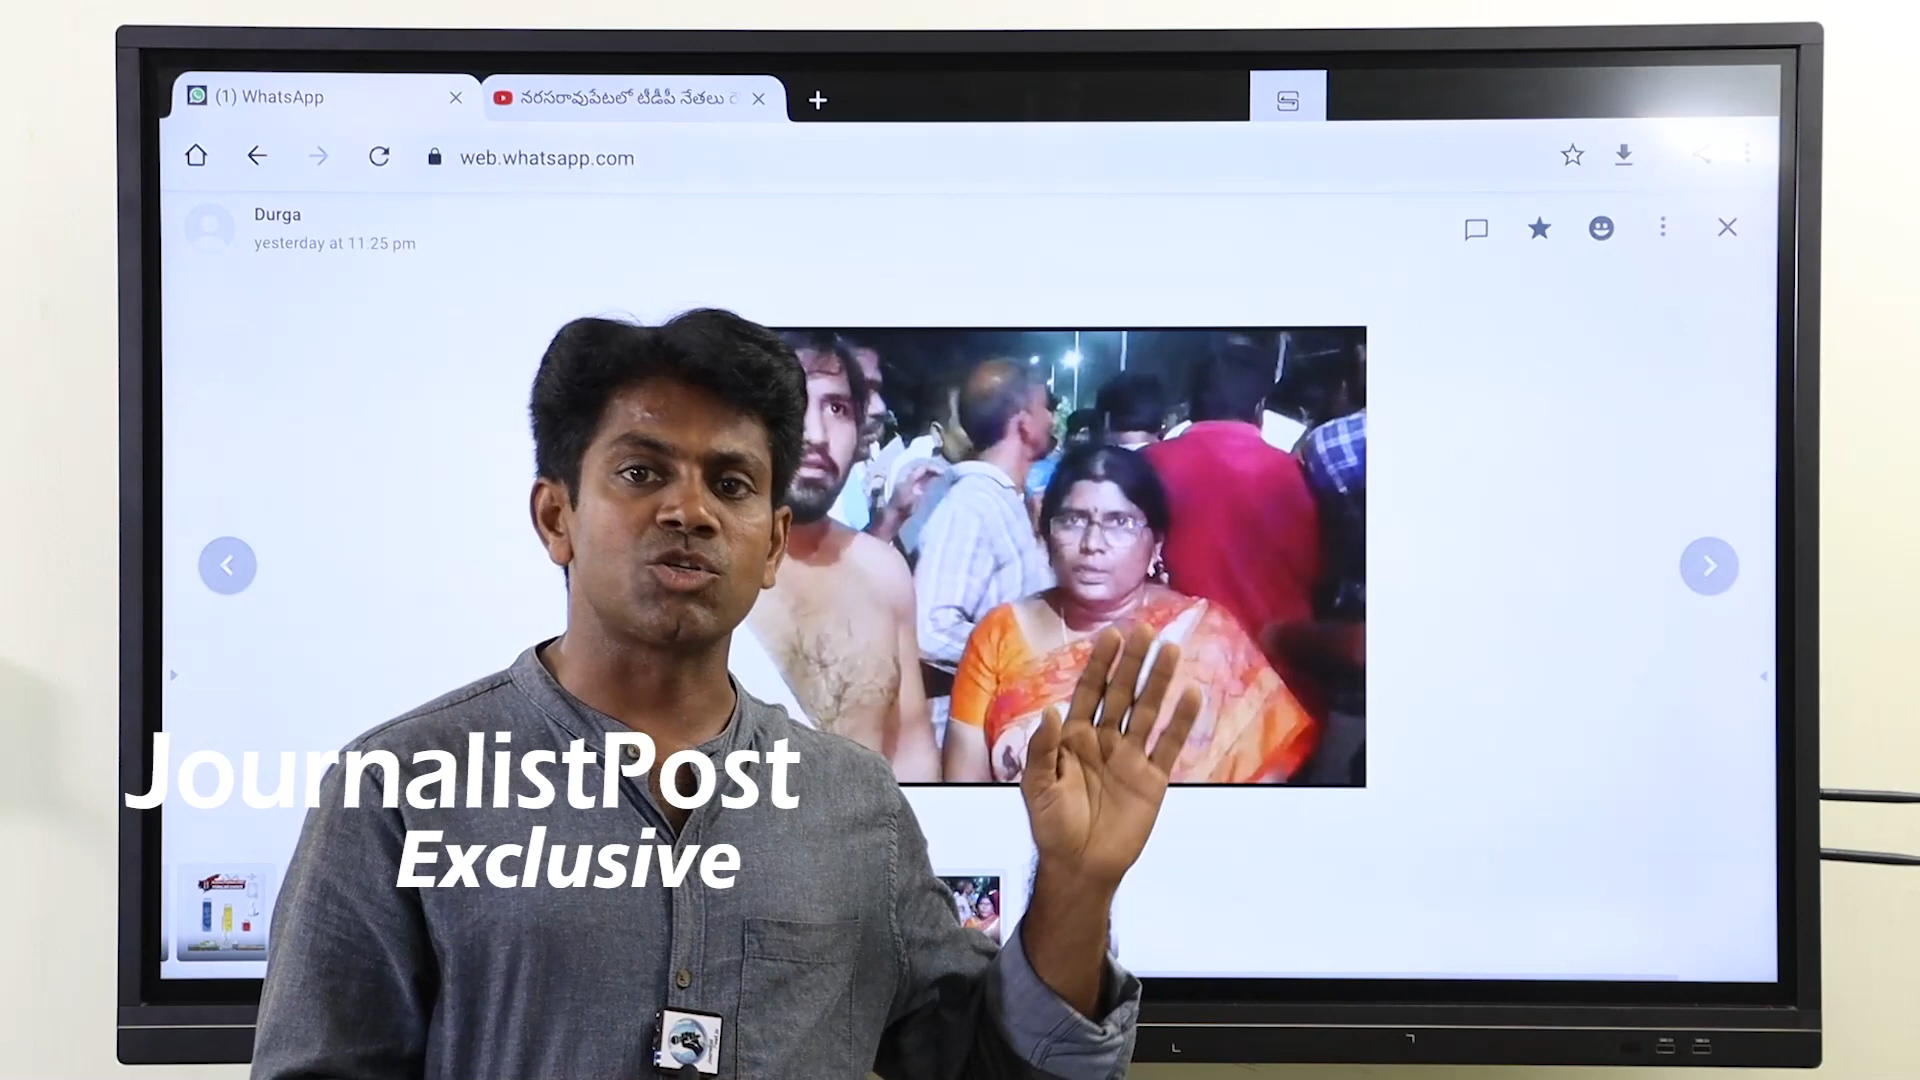 (1) WhatsApp
నరసరావుపేటలో టీడీపీ నేతలు
web.whatsapp.com
Durga
yesterday at 11:25 pm
JournalistPost
Exclusive